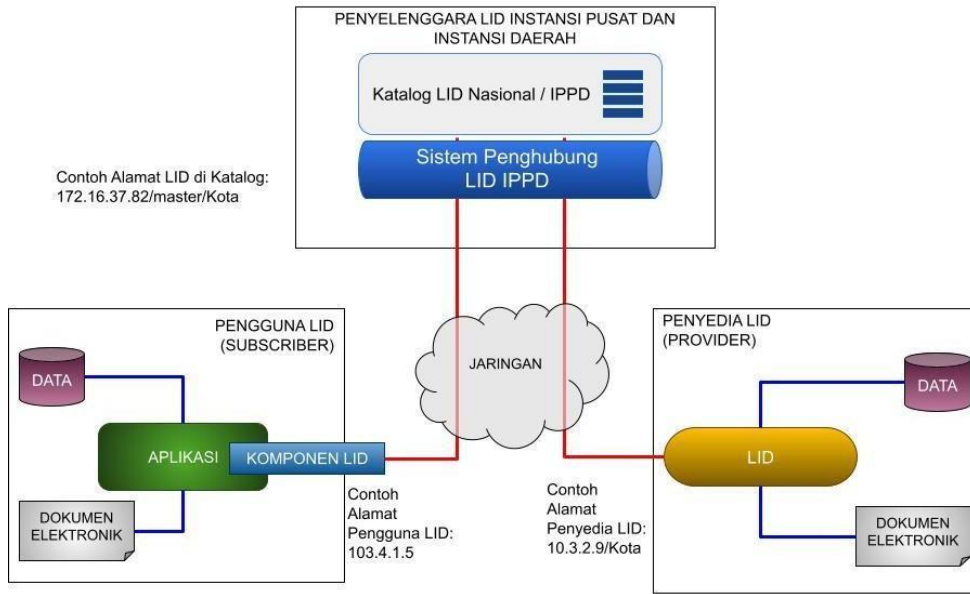 PENYELENGGARA LID INSTANSI PUSAT DAN
INSTANSI DAERAH
Katalog LID Nasional / IPPD
Sistem Penghubung
LID IPPD
Contoh Alamat LID di Katalog:
172.16.37.82/master/Kota
PENGGUNA LID
(SUBSCRIBER)
DATA
APLIKASI
KOMPONEN LID
DOKUMEN
ELEKTRONIK
Contoh
Alamat
Pengguna LID:
103.4.1.5
JARINGAN
Contoh
Alamat
Penyedia LID:
10.3.2.9/Kota
PENYEDIA LID
(PROVIDER)
DATA
LID
DOKUMEN
ELEKTRONIK